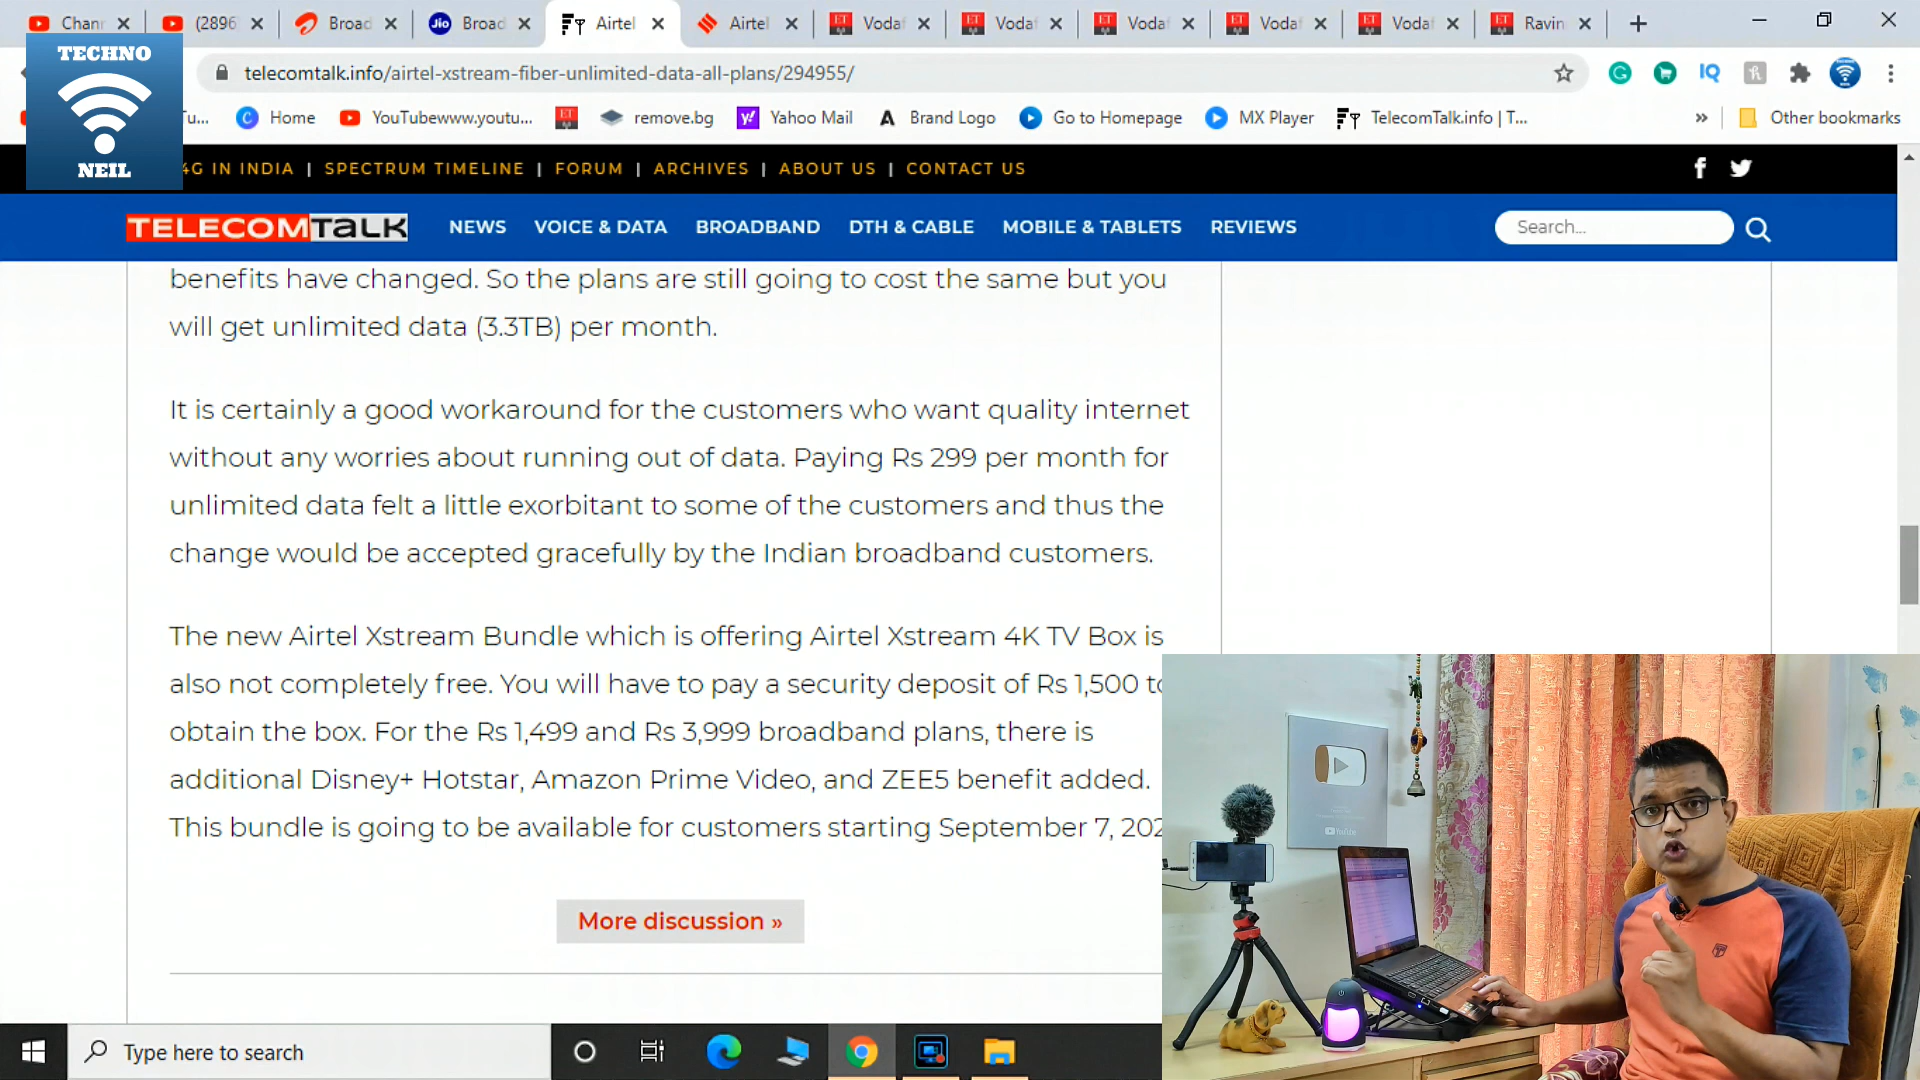 Chann
(2896
Broad
Broad
Airtel
Airtel
Vodaf
Vodaf
Vodaf
Vodaf
Vodaf
Ravin
TECHNO
NEIL
telecomtalk.info/airtel-xstream-fiber-unlimited-data-all-plans/294955/
Tu...
Home
YouTubewww.youtu...
remove.bg
Yahoo Mail
Brand Logo
Go to Homepage
MX Player
TelecomTalk.info | T...
»
Other bookmarks
4G IN INDIA | SPECTRUM TIMELINE | FORUM | ARCHIVES | ABOUT US | CONTACT US
TELECOMTALK
NEWS VOICE & DATA BROADBAND DTH & CABLE MOBILE & TABLETS REVIEWS
Search...
benefits have changed. So the plans are still going to cost the same but you
will get unlimited data (3.3TB) per month.
It is certainly a good workaround for the customers who want quality internet
without any worries about running out of data. Paying Rs 299 per month for
unlimited data felt a little exorbitant to some of the customers and thus the
change would be accepted gracefully by the Indian broadband customers.
The new Airtel Xstream Bundle which is offering Airtel Xstream 4K TV Box is
also not completely free. You will have to pay a security deposit of Rs 1,500 to
obtain the box. For the Rs 1,499 and Rs 3,999 broadband plans, there is
additional Disney+ Hotstar, Amazon Prime Video, and ZEE5 benefit added.
This bundle is going to be available for customers starting September 7, 202
More discussion »
YouTube
Type here to search